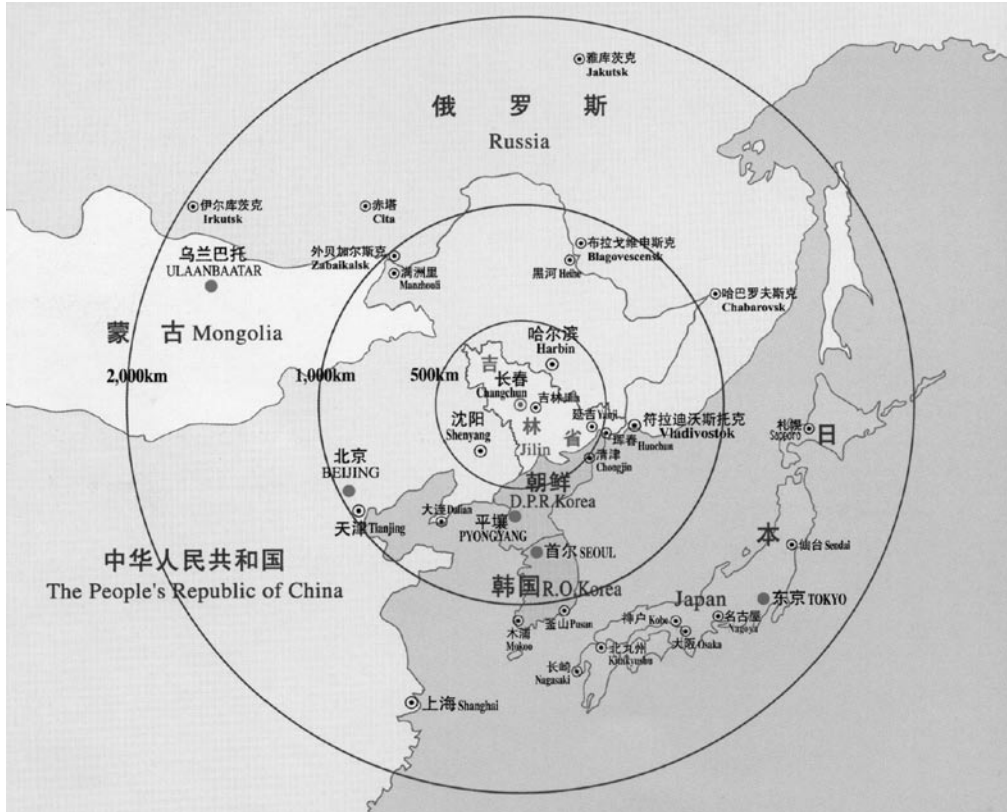 雅库茨克
Jakutsk
俄 罗 斯
Russia
伊尔库茨克
Irkutsk
赤塔
Cita
乌兰巴托
ULAANBAATAR
外贝加尔斯克
Zabaikalsk
满洲里
Manzhouli
布拉戈维申斯克
Blagovescensk
黑河 Heihe
哈巴罗夫斯克
Chabarovsk
蒙 古 Mongolia
2,000km
1,000km
500km
哈尔滨
Harbin
吉
长春
Changchun
吉林 Jilin
沈阳
Shenyang
林
省
Jilin
延吉 Yanji
符拉迪沃斯托克
Vladivostok
珲春 Hunchun
清津
Chongjin
札幌
Sapporo
日
北京
BEIJING
朝鲜
D.P.R.Korea
天津 Tianjing
大连 Dalian
平壤
PYONGYANG
首尔 SEOUL
本
仙台 Sendai
中华人民共和国
The People's Republic of China
韩国 R.O.Korea
Japan
东京 TOKYO
木浦
釜山 Pusan
神户 Kobe
名古屋
Nagoya
大阪 Osaka
北九州
Kitakyushu
长崎
Nagasaki
上海 Shanghai